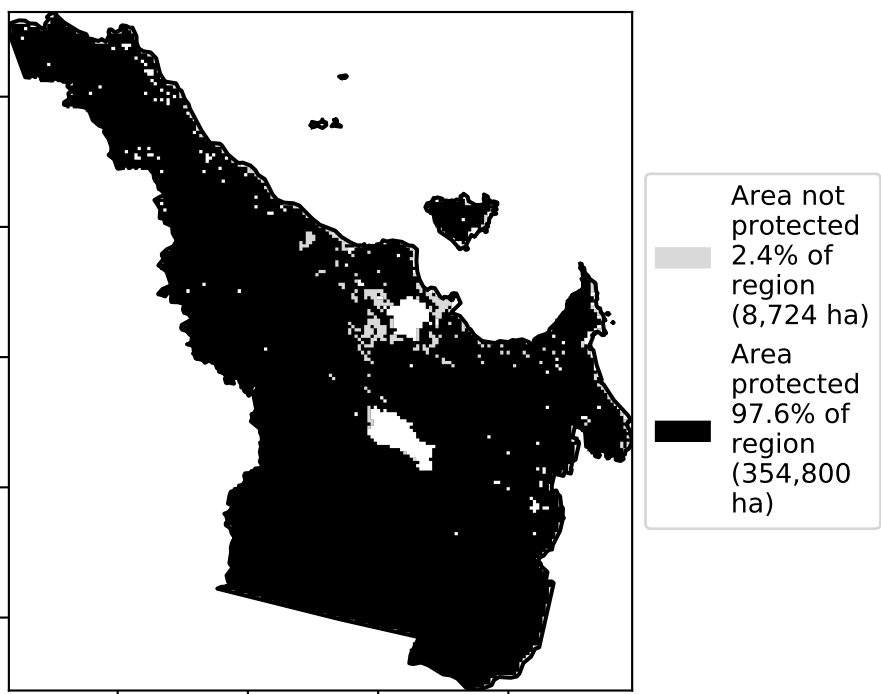 Area not
protected
2.4% of
region
(8,724 ha)
Area
protected
97.6% of
region
(354,800
ha)